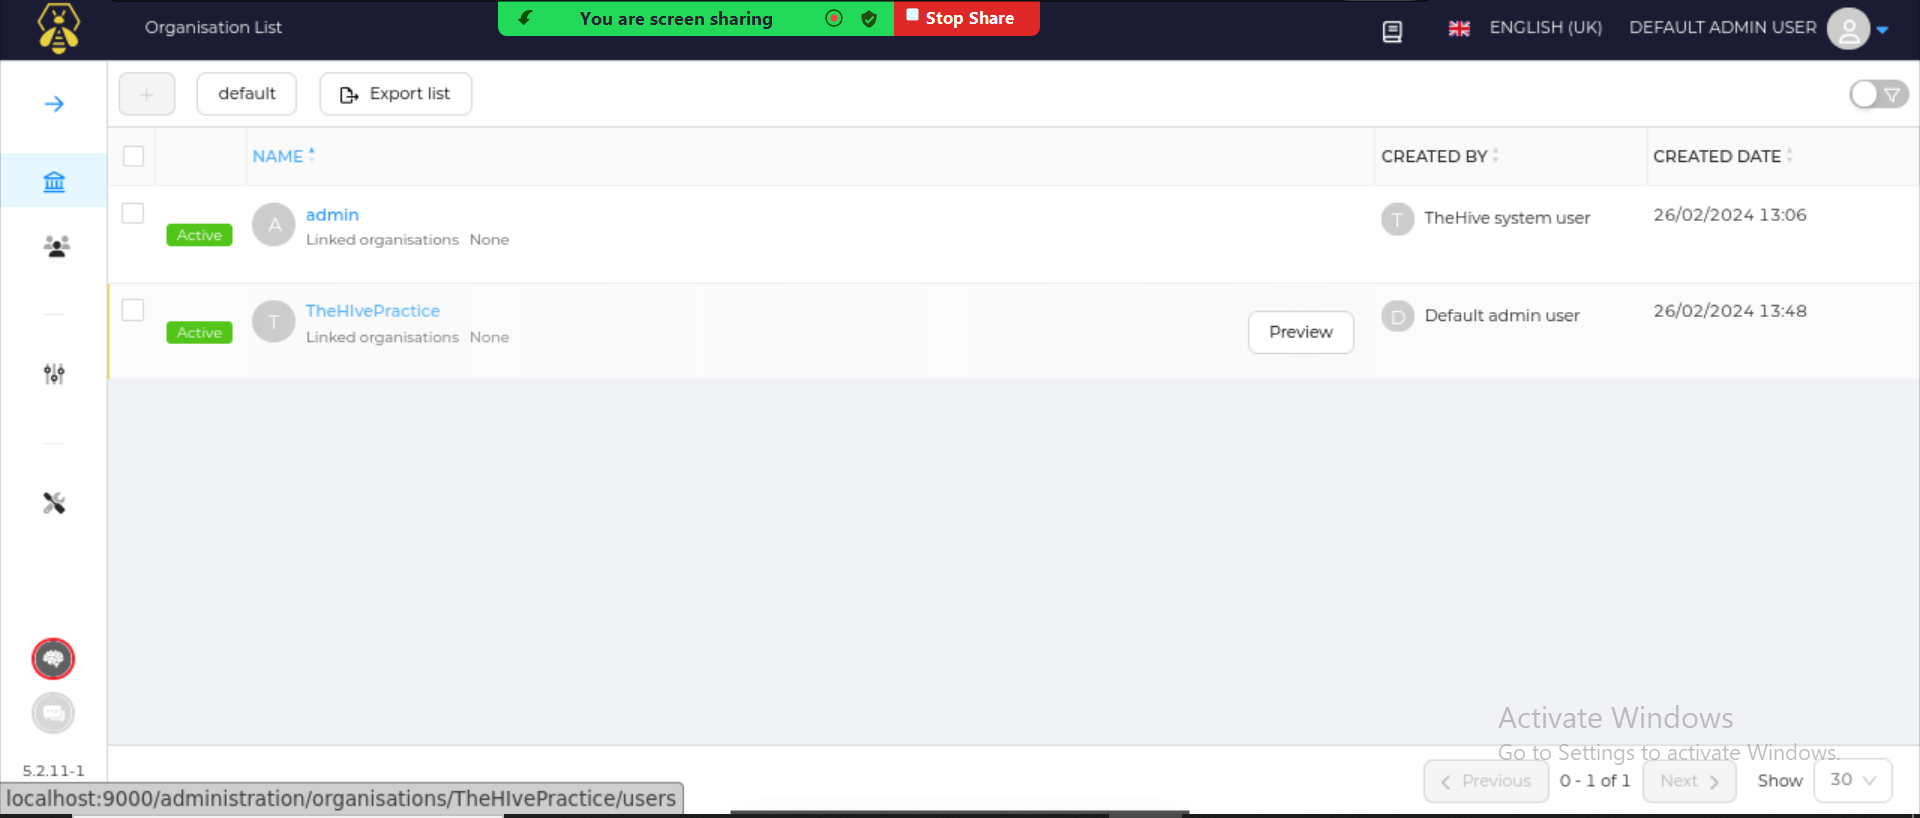 Organisation List
You are screen sharing
Stop Share
ENGLISH (UK)
DEFAULT ADMIN USER
+
default
Export list
NAME
CREATED BY
CREATED DATE
Active
A
admin
Linked organisations None
T
TheHive system user
26/02/2024 13:06
Active
T
TheHIvePractice
Linked organisations None
Preview
D
Default admin user
26/02/2024 13:48
Activate Windows
Go to Settings to activate Windows.
5.2.11-1
Previous
0 - 1 of 1
Next
Show
30
localhost:9000/administration/organisations/TheHIvePractice/users